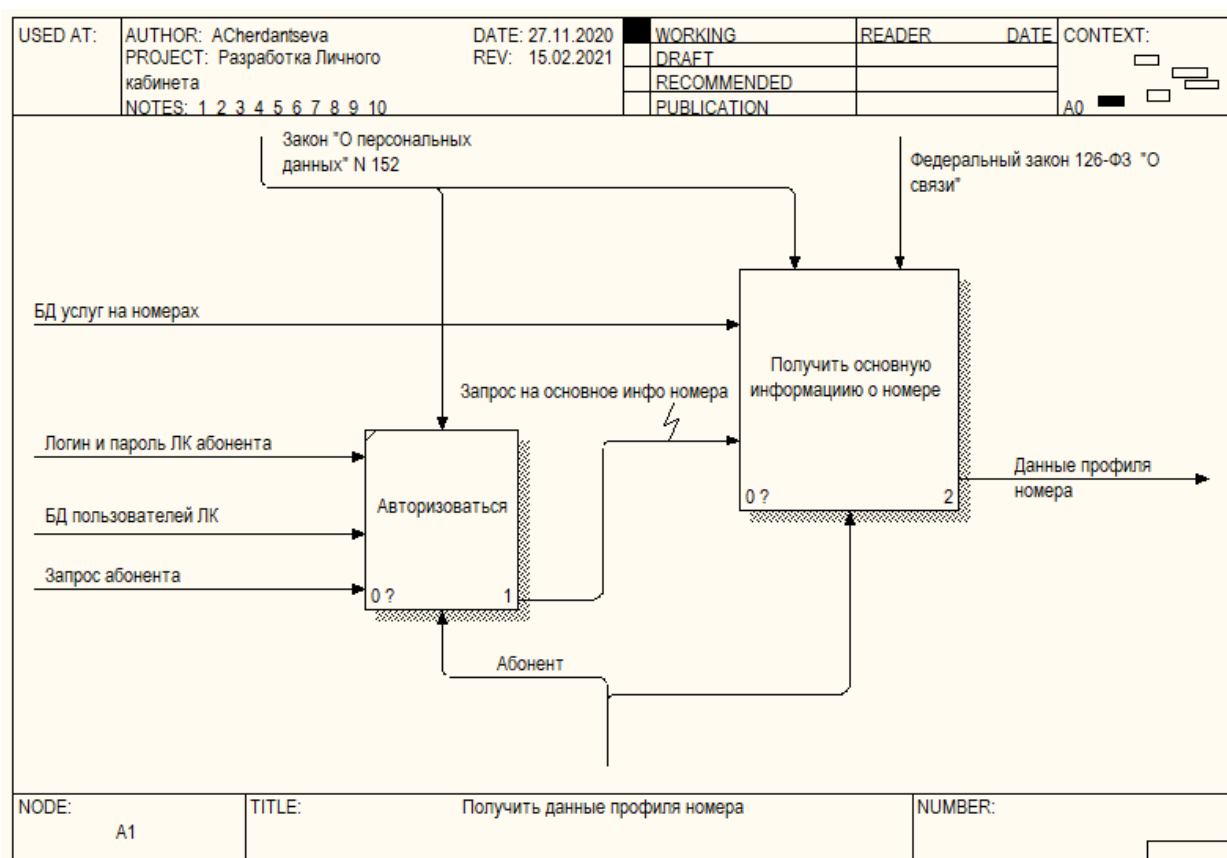 USED AT:
AUTHOR: ACherdantseva
DATE: 27.11.2020
PROJECT: Разработка Личного
REV: 15.02.2021
кабинета
NOTES: 1 2 3 4 5 6 7 8 9 10
WORKING
DRAFT
RECOMMENDED
PUBLICATION
READER
DATE
CONTEXT:
A0
Закон "О персональных
данных" N 152
Федеральный закон 126-ФЗ "О
связи"
БД услуг на номерах
Получить основную
информациию о номере
Запрос на основное инфо номера
Логин и пароль ЛК абонента
Данные профиля
номера
0 ?
2
Авторизоваться
БД пользователей ЛК
Запрос абонента
0 ?
1
Абонент
NODE:
A1
TITLE:
Получить данные профиля номера
NUMBER: